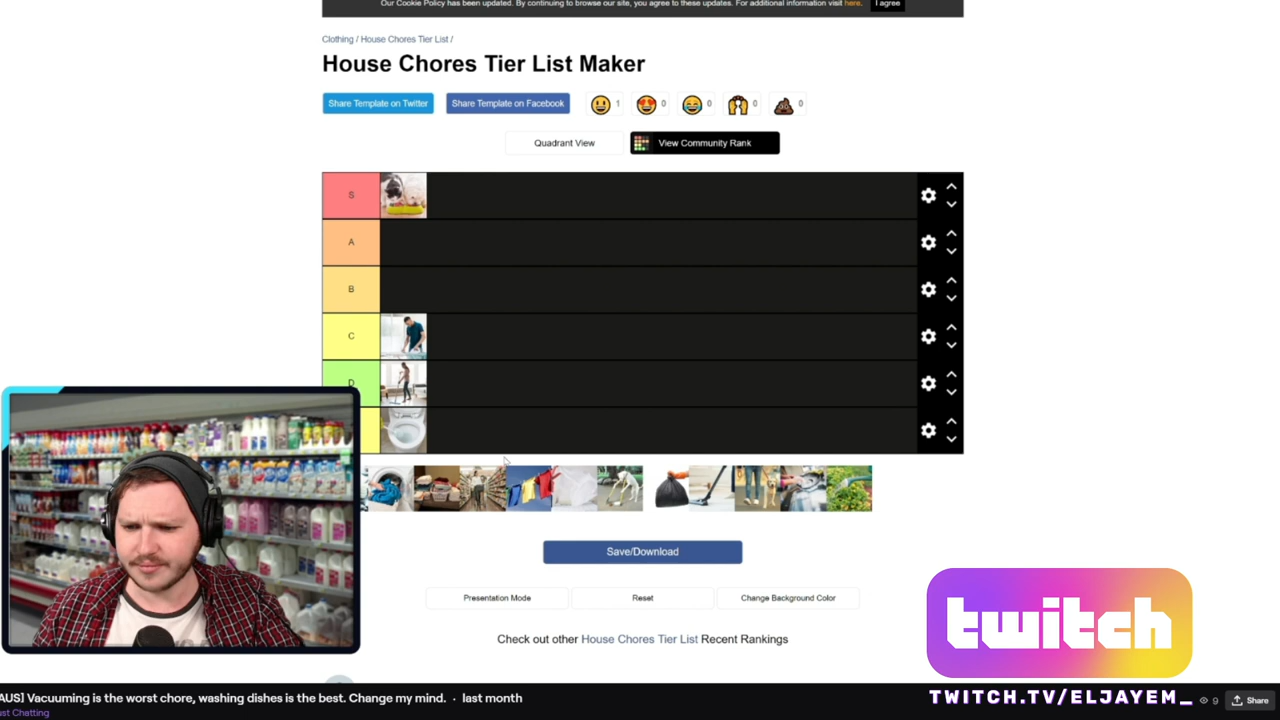 Our Cookie Policy has been updated. By continuing to browse our site, you agree to these updates. For additional information visit here. I agree
Clothing / House Chores Tier List /
House Chores Tier List Maker
Share Template on Twitter
Share Template on Facebook
1
0
0
0
0
Quadrant View
View Community Rank
S
A
B
C
D
Save/Download
Presentation Mode
Reset
Change Background Color
Check out other House Chores Tier List Recent Rankings
twitch
TWITCH.TV/ELJAYEM_
AUS] Vacuuming is the worst chore, washing dishes is the best. Change my mind. · last month
9
Share
ust Chatting